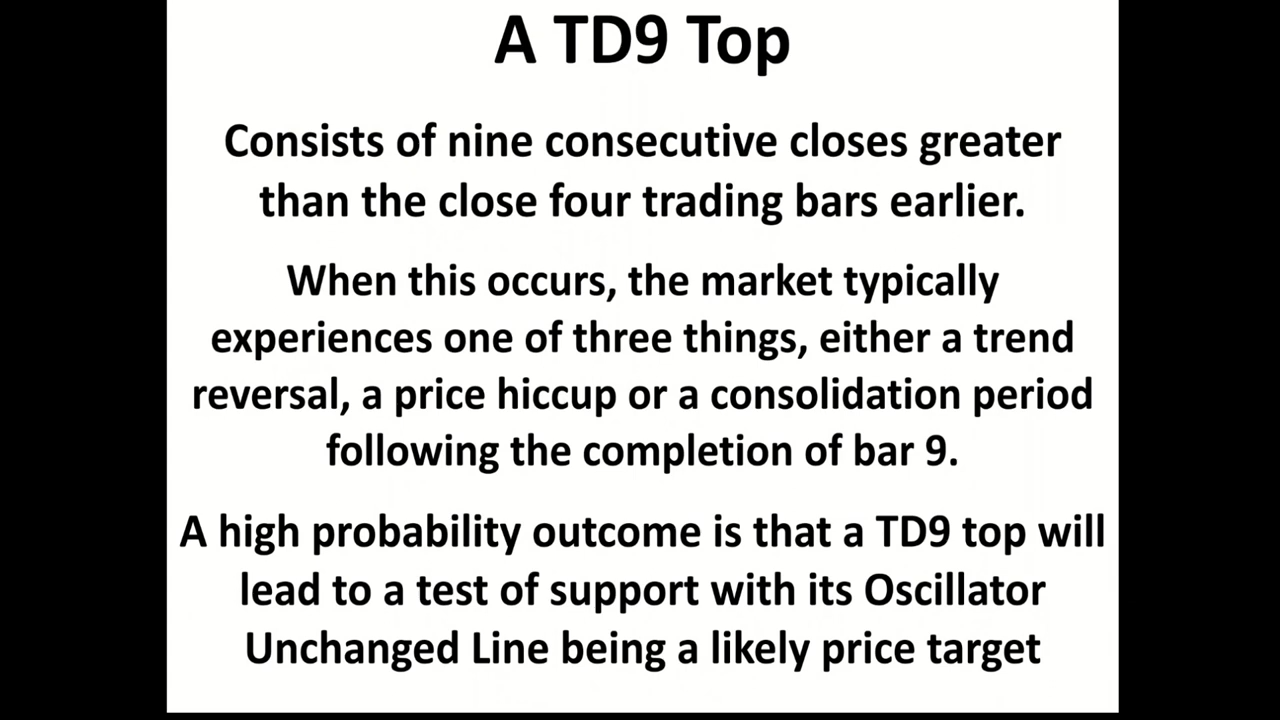 A TD9 Top
Consists of nine consecutive closes greater
than the close four trading bars earlier.
When this occurs, the market typically
experiences one of three things, either a trend
reversal, a price hiccup or a consolidation period
following the completion of bar 9.
A high probability outcome is that a TD9 top will
lead to a test of support with its Oscillator
Unchanged Line being a likely price target